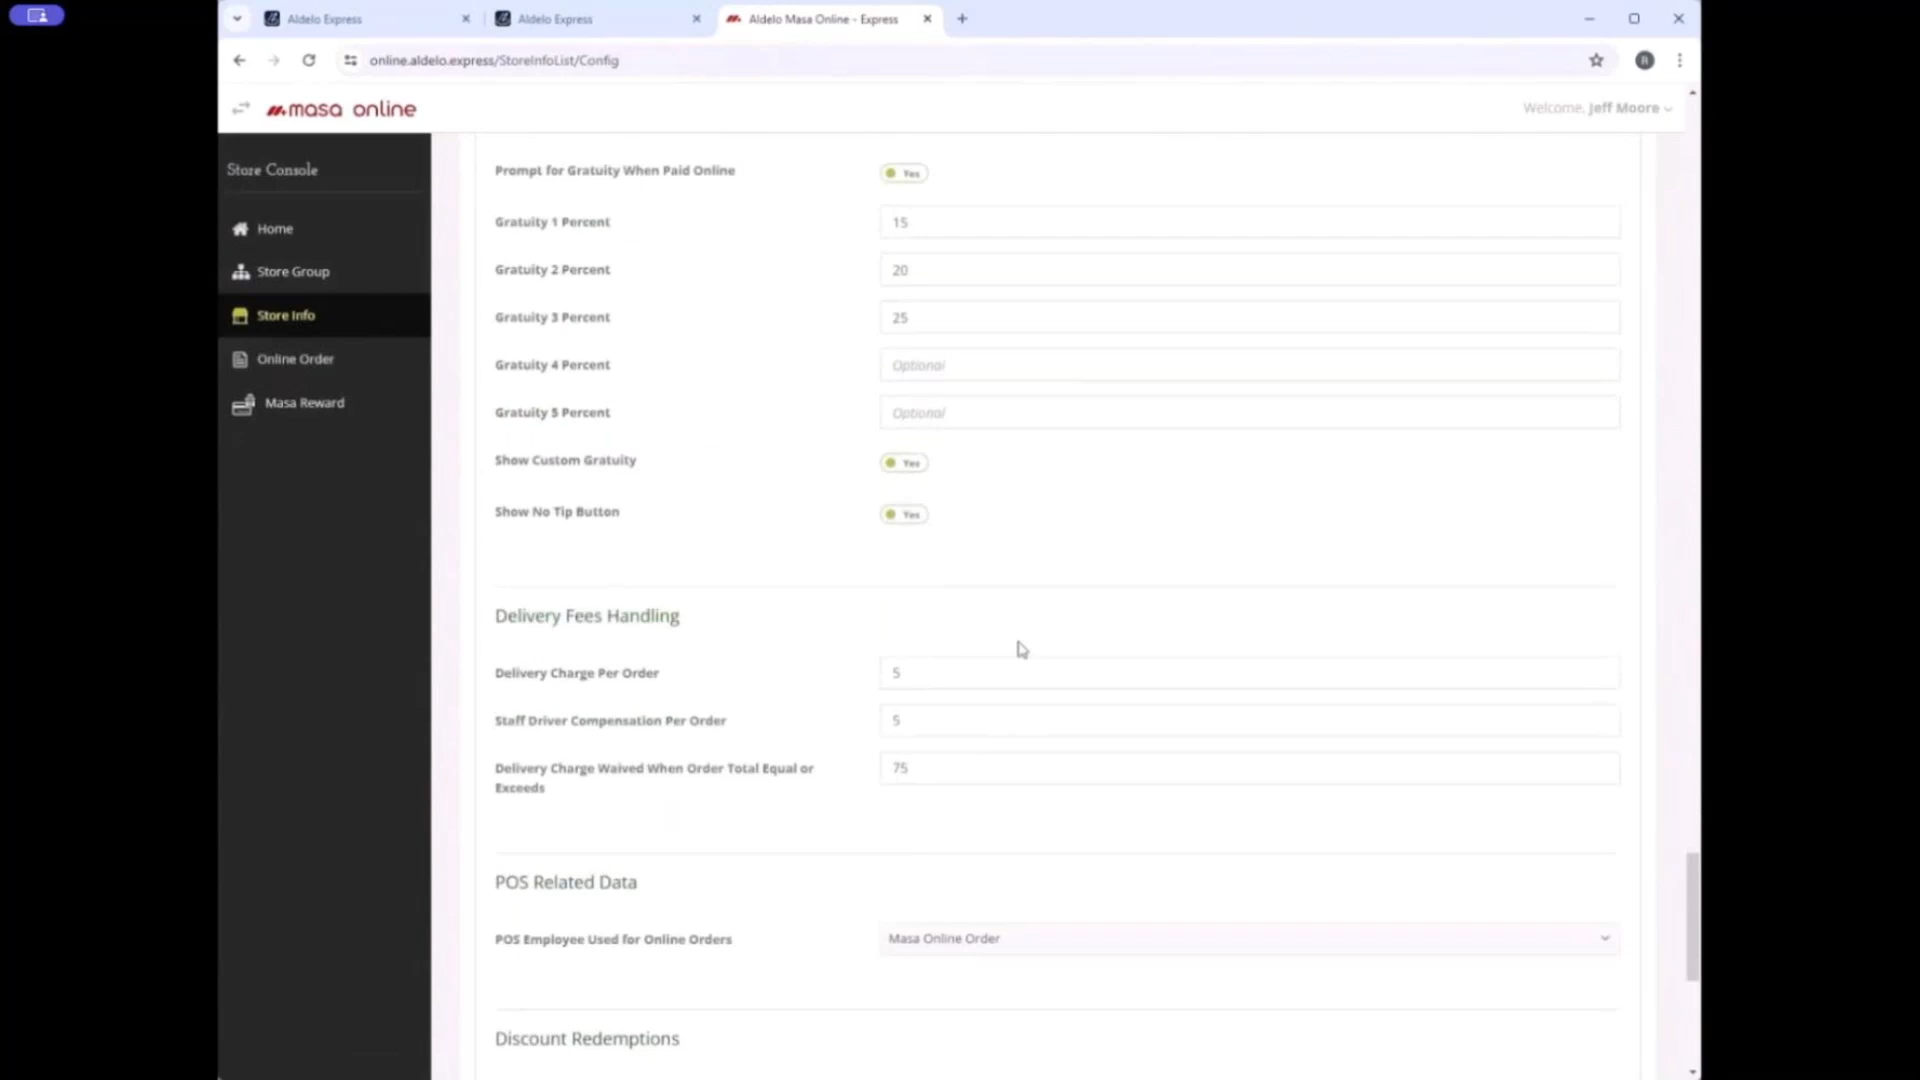 Aldelo Express
Aldelo Express
Aldelo Masa Online - Express
online.aldelo.express/StoreInfoList/Config
R
masa online
Welcome, Jeff Moore
Store Console
Home
Store Group
Store Info
Online Order
Masa Reward
Prompt for Gratuity When Paid Online
Yes
Gratuity 1 Percent
15
Gratuity 2 Percent
20
Gratuity 3 Percent
25
Gratuity 4 Percent
Optional
Gratuity 5 Percent
Optional
Show Custom Gratuity
Yes
Show No Tip Button
Yes
Delivery Fees Handling
Delivery Charge Per Order
5
Staff Driver Compensation Per Order
5
Delivery Charge Waived When Order Total Equal or
Exceeds
75
POS Related Data
POS Employee Used for Online Orders
Masa Online Order
Discount Redemptions